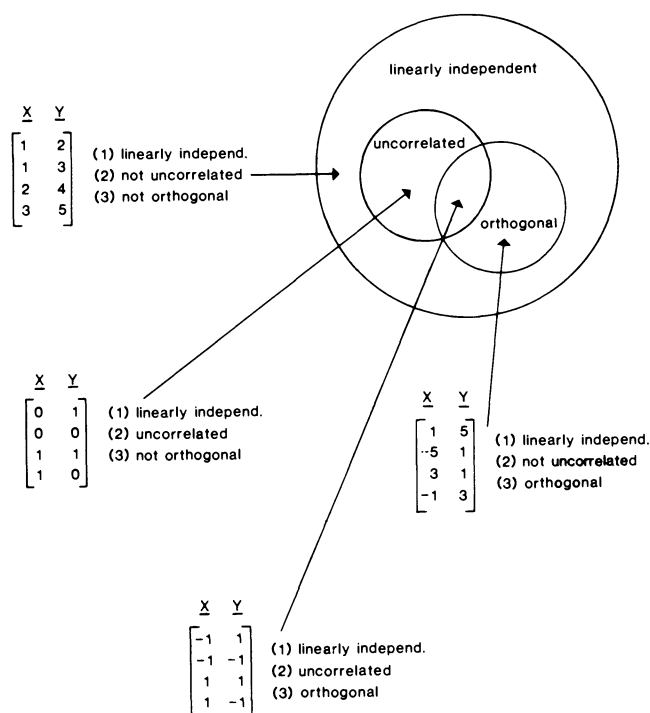 linearly independent
uncorrelated
orthogonal
X Y
1 2
1 3
2 4
3 5
(1) linearly independ.
(2) not uncorrelated
(3) not orthogonal
X Y
0 1
0 0
1 1
1 0
(1) linearly independ.
(2) uncorrelated
(3) not orthogonal
X Y
1 5
-5 1
3 1
-1 3
(1) linearly independ.
(2) not uncorrelated
(3) orthogonal
X Y
-1 1
-1 -1
1 1
1 -1
(1) linearly independ.
(2) uncorrelated
(3) orthogonal